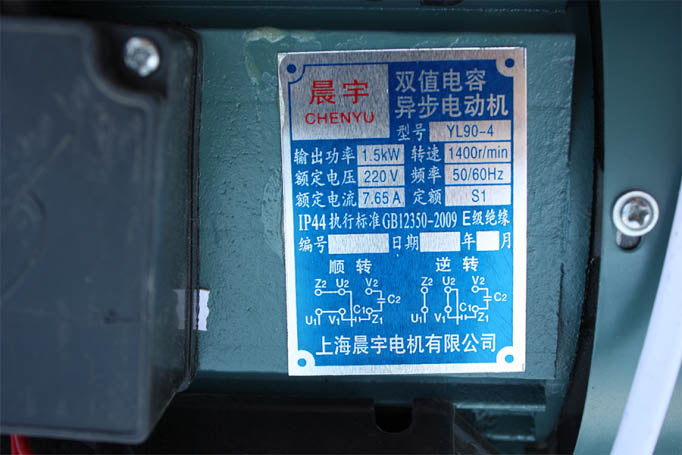 晨宇
CHENYU
双值电容
异步电动机
型号 YL90-4
输出功率 1.5kW 转速 1400r/min
额定电压 220V 频率 50/60Hz
额定电流 7.65A 定额 S1
IP44 执行标准 GB12350-2009 E级绝缘
编号 日期 年 月
顺转 逆转
Z2 U2 V2 Z2 U2 V2
C2 C2
U1 V1 C1 Z1 U1 V1 C1 Z1
上海晨宇电机有限公司